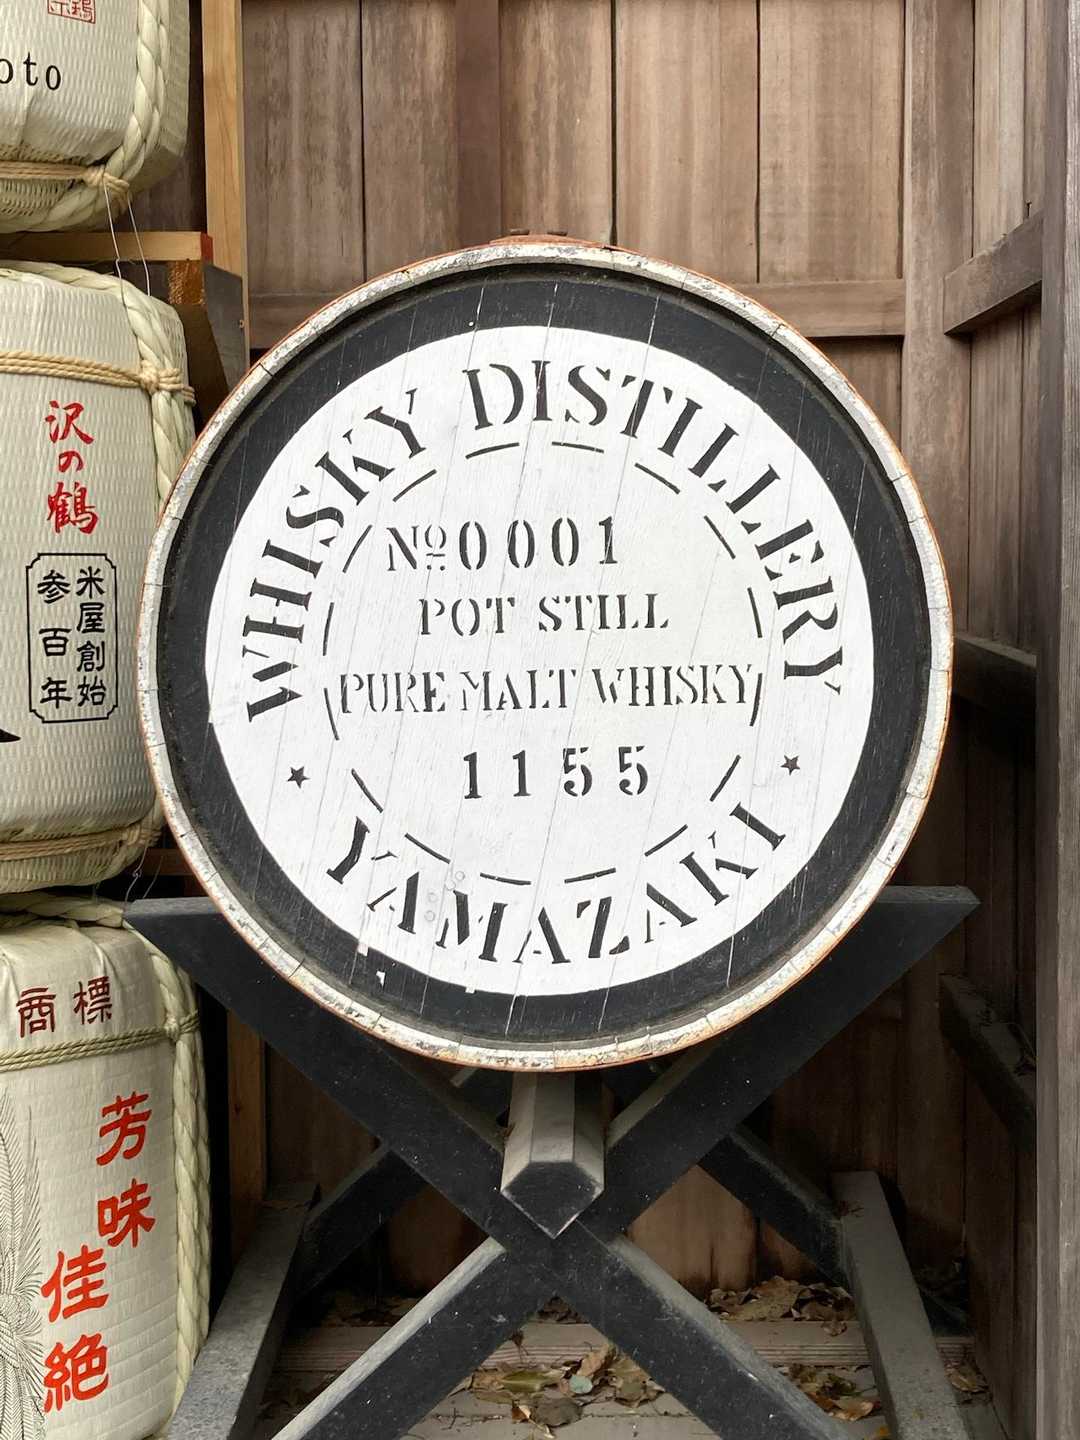 oto
沢の鶴
米屋創始
参百年
商標
芳味
佳絶
WHISKY DISTILLERY
№0001
POT STILL
PURE MALT WHISKY
1155
YAMAZAKI